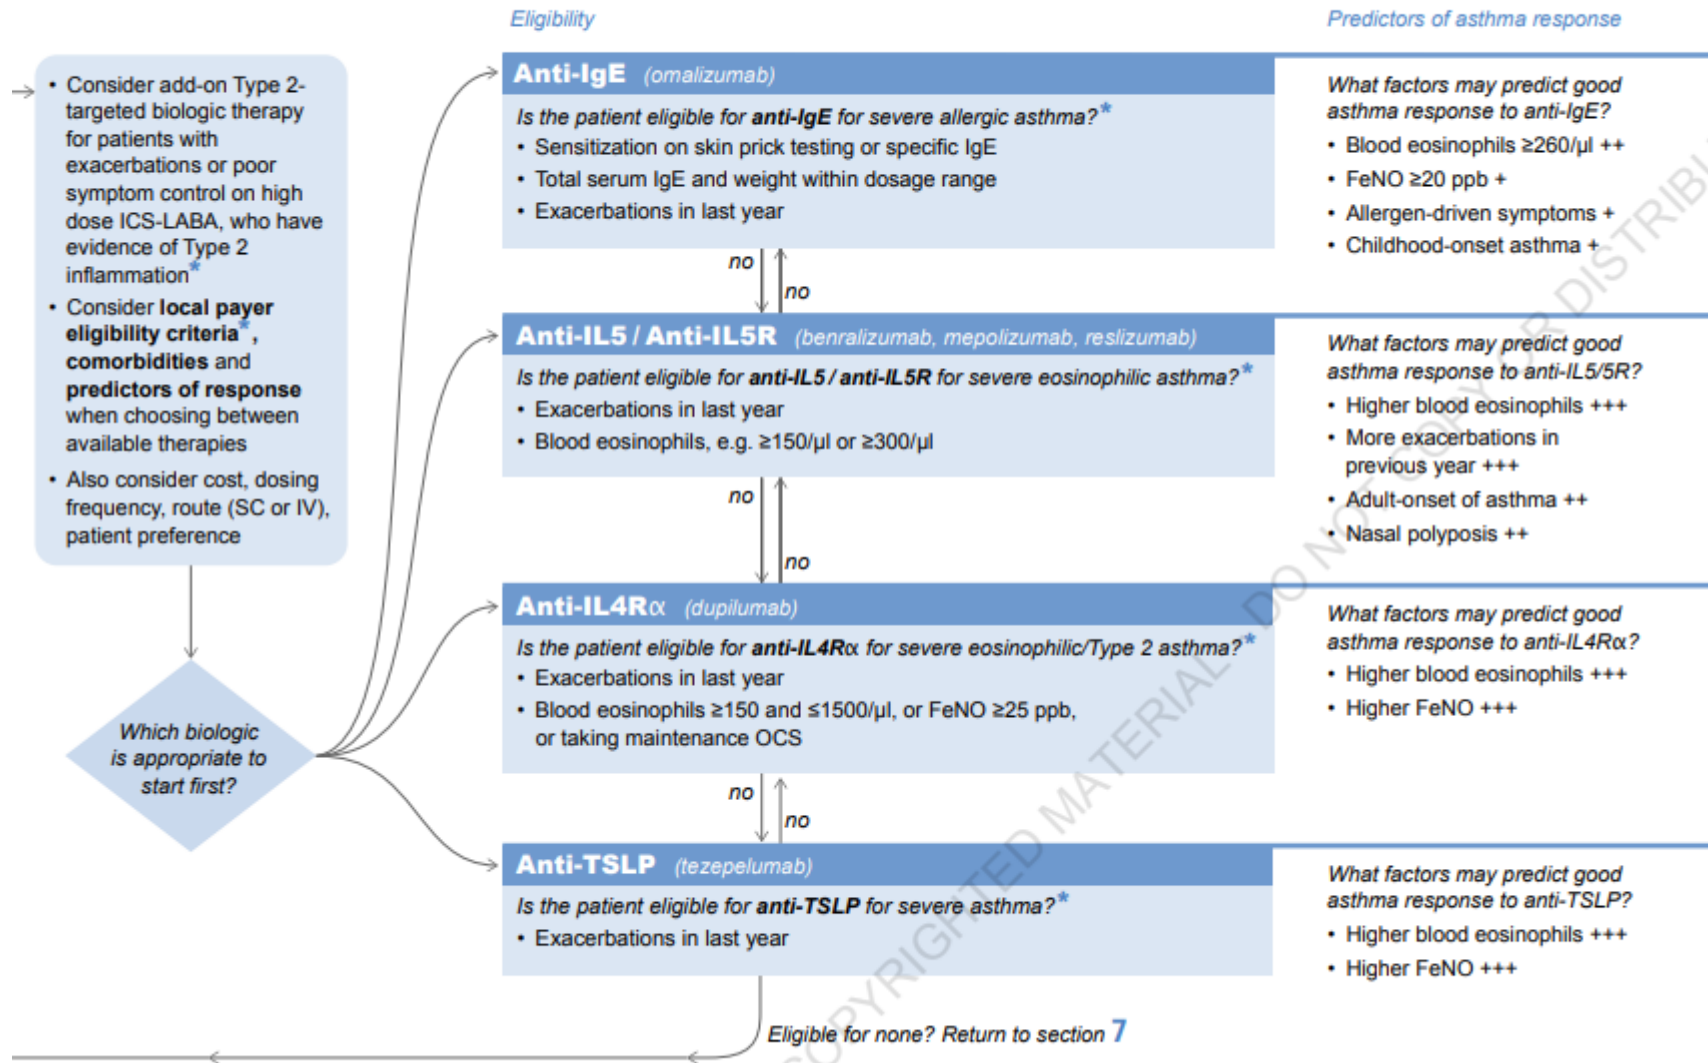 Eligibility
Predictors of asthma response
• Consider add-on Type 2-
targeted biologic therapy
for patients with
exacerbations or poor
symptom control on high
dose ICS-LABA, who have
evidence of Type 2
inflammation*
• Consider local payer
eligibility criteria*,
comorbidities and
predictors of response
when choosing between
available therapies
• Also consider cost, dosing
frequency, route (SC or IV),
patient preference
Which biologic
is appropriate to
start first?
Anti-IgE (omalizumab)
Is the patient eligible for anti-IgE for severe allergic asthma?*
• Sensitization on skin prick testing or specific IgE
• Total serum IgE and weight within dosage range
• Exacerbations in last year
What factors may predict good
asthma response to anti-IgE?
• Blood eosinophils ≥260/µl ++
• FeNO ≥20 ppb +
• Allergen-driven symptoms +
• Childhood-onset asthma +
no
no
Anti-IL5 / Anti-IL5R (benralizumab, mepolizumab, reslizumab)
Is the patient eligible for anti-IL5 / anti-IL5R for severe eosinophilic asthma?*
• Exacerbations in last year
• Blood eosinophils, e.g. ≥150/µl or ≥300/µl
What factors may predict good
asthma response to anti-IL5/5R?
• Higher blood eosinophils +++
• More exacerbations in
previous year +++
• Adult-onset of asthma ++
• Nasal polyposis ++
no
no
Anti-IL4Rα (dupilumab)
Is the patient eligible for anti-IL4Rα for severe eosinophilic/Type 2 asthma?*
• Exacerbations in last year
• Blood eosinophils ≥150 and ≤1500/µl, or FeNO ≥25 ppb,
or taking maintenance OCS
What factors may predict good
asthma response to anti-IL4Rα?
• Higher blood eosinophils +++
• Higher FeNO +++
no
no
Anti-TSLP (tezepelumab)
Is the patient eligible for anti-TSLP for severe asthma?*
• Exacerbations in last year
What factors may predict good
asthma response to anti-TSLP?
• Higher blood eosinophils +++
• Higher FeNO +++
Eligible for none? Return to section 7
COPYRIGHTED MATERIAL - DO NOT COPY OR DISTRIBU